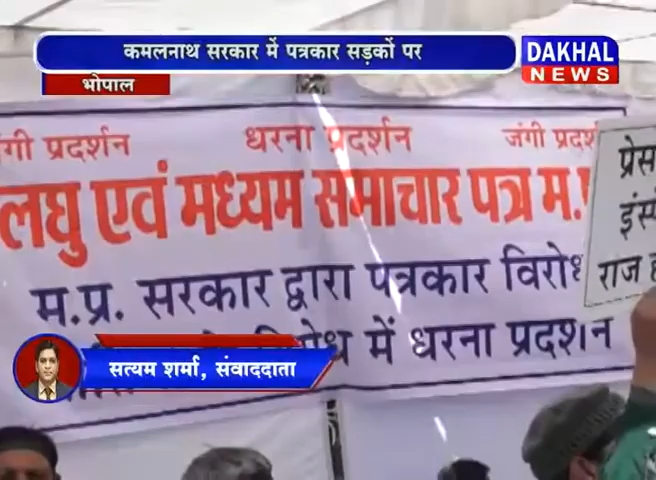 कमलनाथ सरकार में पत्रकार सड़कों पर
DAKHAL
NEWS
भोपाल
जंगी प्रदर्शन धरना प्रदर्शन जंगी
लघु एवं मध्यम समाचार पत्र म.
म.प्र. सरकार द्वारा पत्रकार विरोध
विरोध में धरना प्रदर्शन
राज
सत्यम शर्मा, संवाददाता